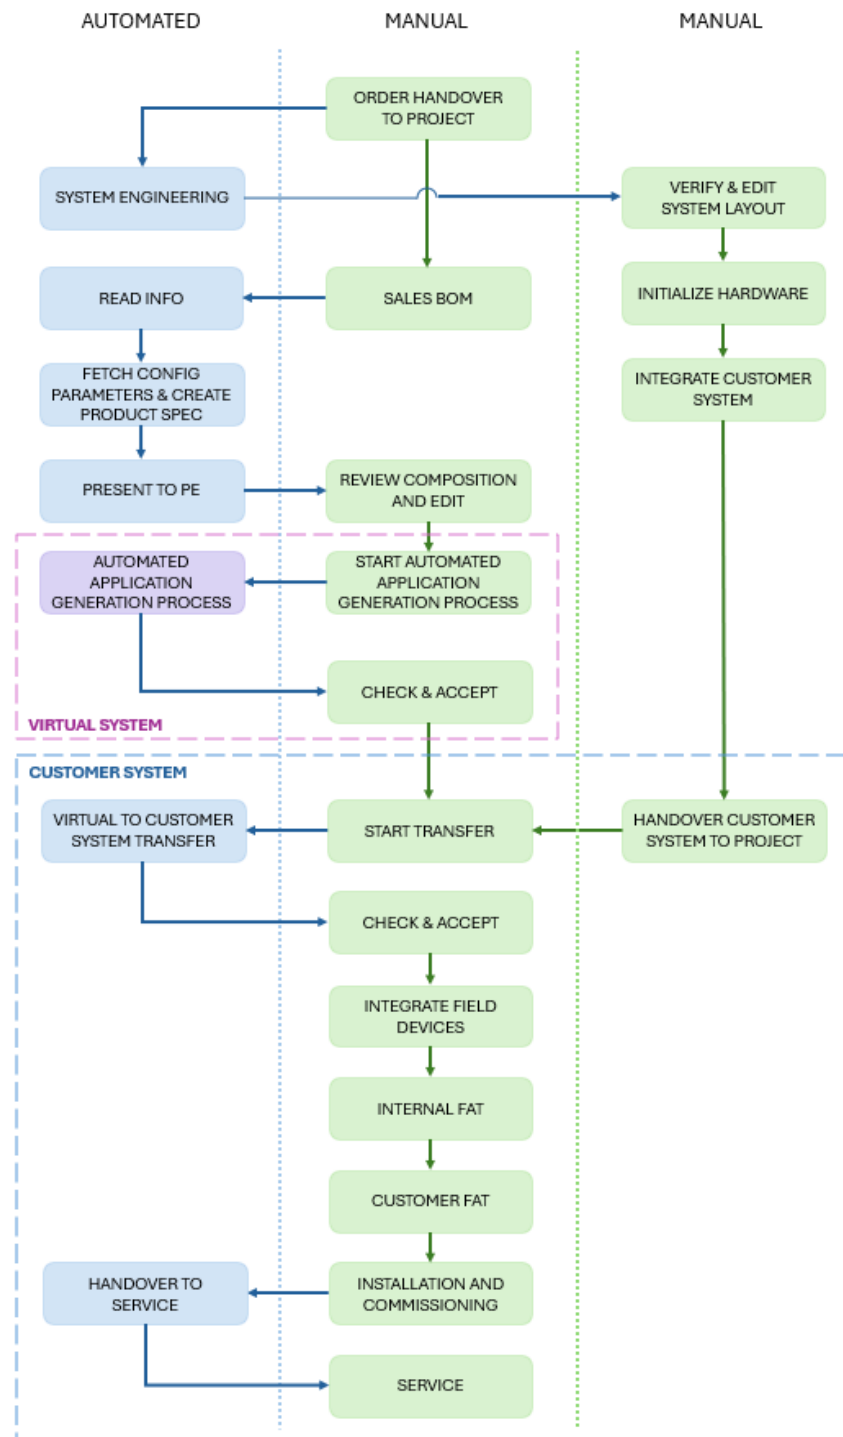 AUTOMATED
MANUAL
MANUAL
ORDER HANDOVER
TO PROJECT
SYSTEM ENGINEERING
VERIFY & EDIT
SYSTEM LAYOUT
READ INFO
SALES BOM
INITIALIZE HARDWARE
FETCH CONFIG
PARAMETERS & CREATE
PRODUCT SPEC
INTEGRATE CUSTOMER
SYSTEM
PRESENT TO PE
REVIEW COMPOSITION
AND EDIT
AUTOMATED
APPLICATION
GENERATION PROCESS
START AUTOMATED
APPLICATION
GENERATION PROCESS
CHECK & ACCEPT
VIRTUAL SYSTEM
CUSTOMER SYSTEM
VIRTUAL TO CUSTOMER
SYSTEM TRANSFER
START TRANSFER
HANDOVER CUSTOMER
SYSTEM TO PROJECT
CHECK & ACCEPT
INTEGRATE FIELD
DEVICES
INTERNAL FAT
CUSTOMER FAT
HANDOVER TO
SERVICE
INSTALLATION AND
COMMISSIONING
SERVICE